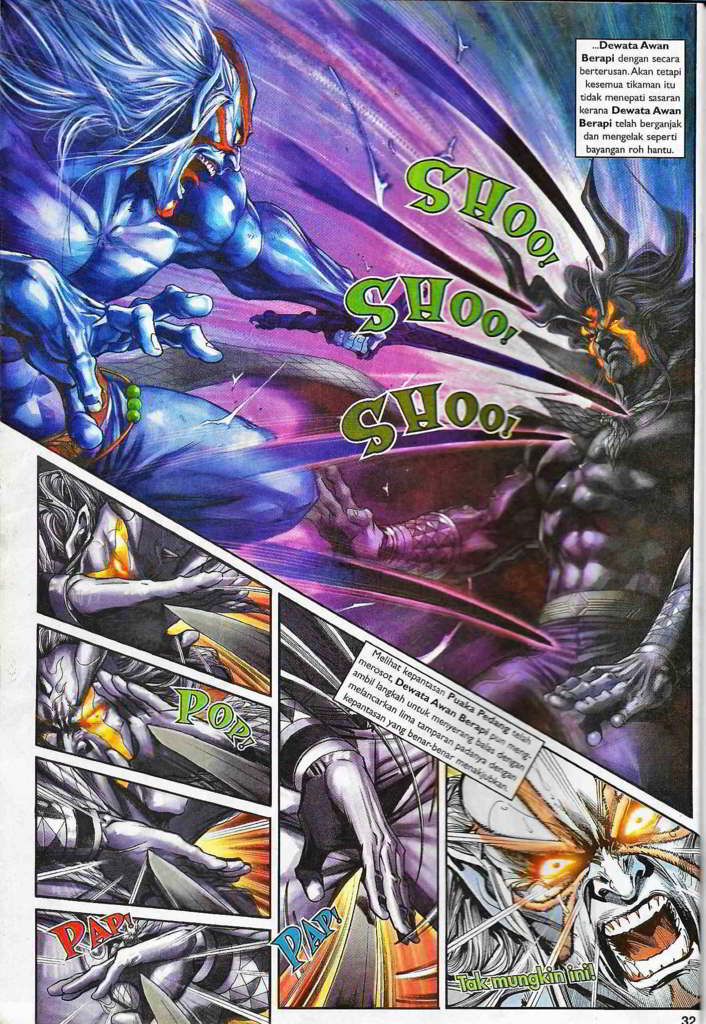 ...Dewata Awan
Berapi dengan secara
berterusan. Akan tetapi
kesemua tikaman itu
tidak menepati sasaran
kerana Dewata Awan
Berapi telah berganjak
dan mengelak seperti
bayangan roh hantu.
SHOO!
SHOO!
SHOO!
Melihat kepantasan Puaka Pedang telah
merosot, Dewata Awan Berapi pun meng-
ambil langkah untuk menyerang balas dengan
melancarkan lima tamparan padanya dengan
kepantasan yang benar-benar menakjubkan.
POP!
PAP!
PAP!
Tak mungkin ini!
32